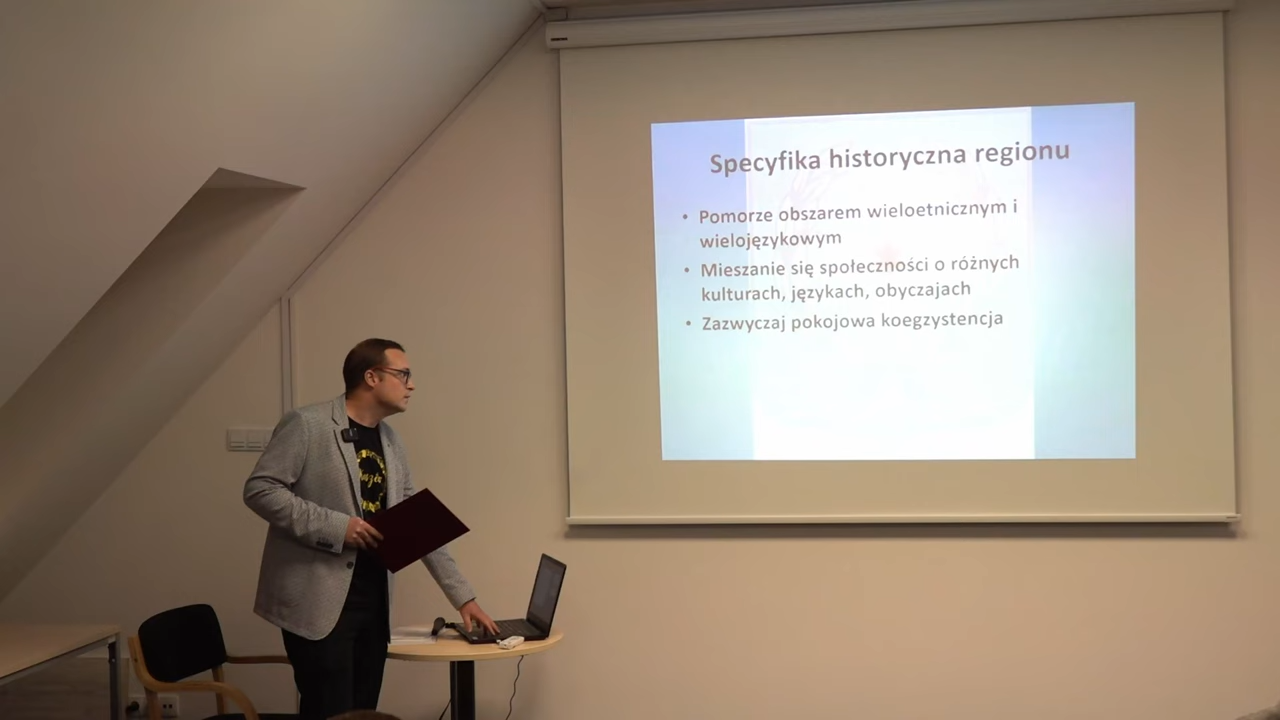 Specyfika historyczna regionu
• Pomorze obszarem wieloetnicznym i
wielojęzykowym
• Mieszanie się społeczności o różnych
kulturach, językach, obyczajach
• Zazwyczaj pokojowa koegzystencja